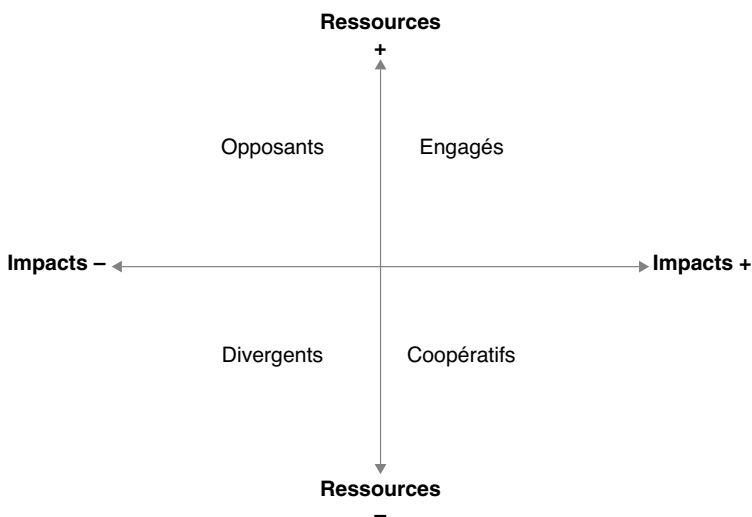 Ressources
+
Opposants
Engagés
Impacts –
Impacts +
Divergents
Coopératifs
Ressources
–